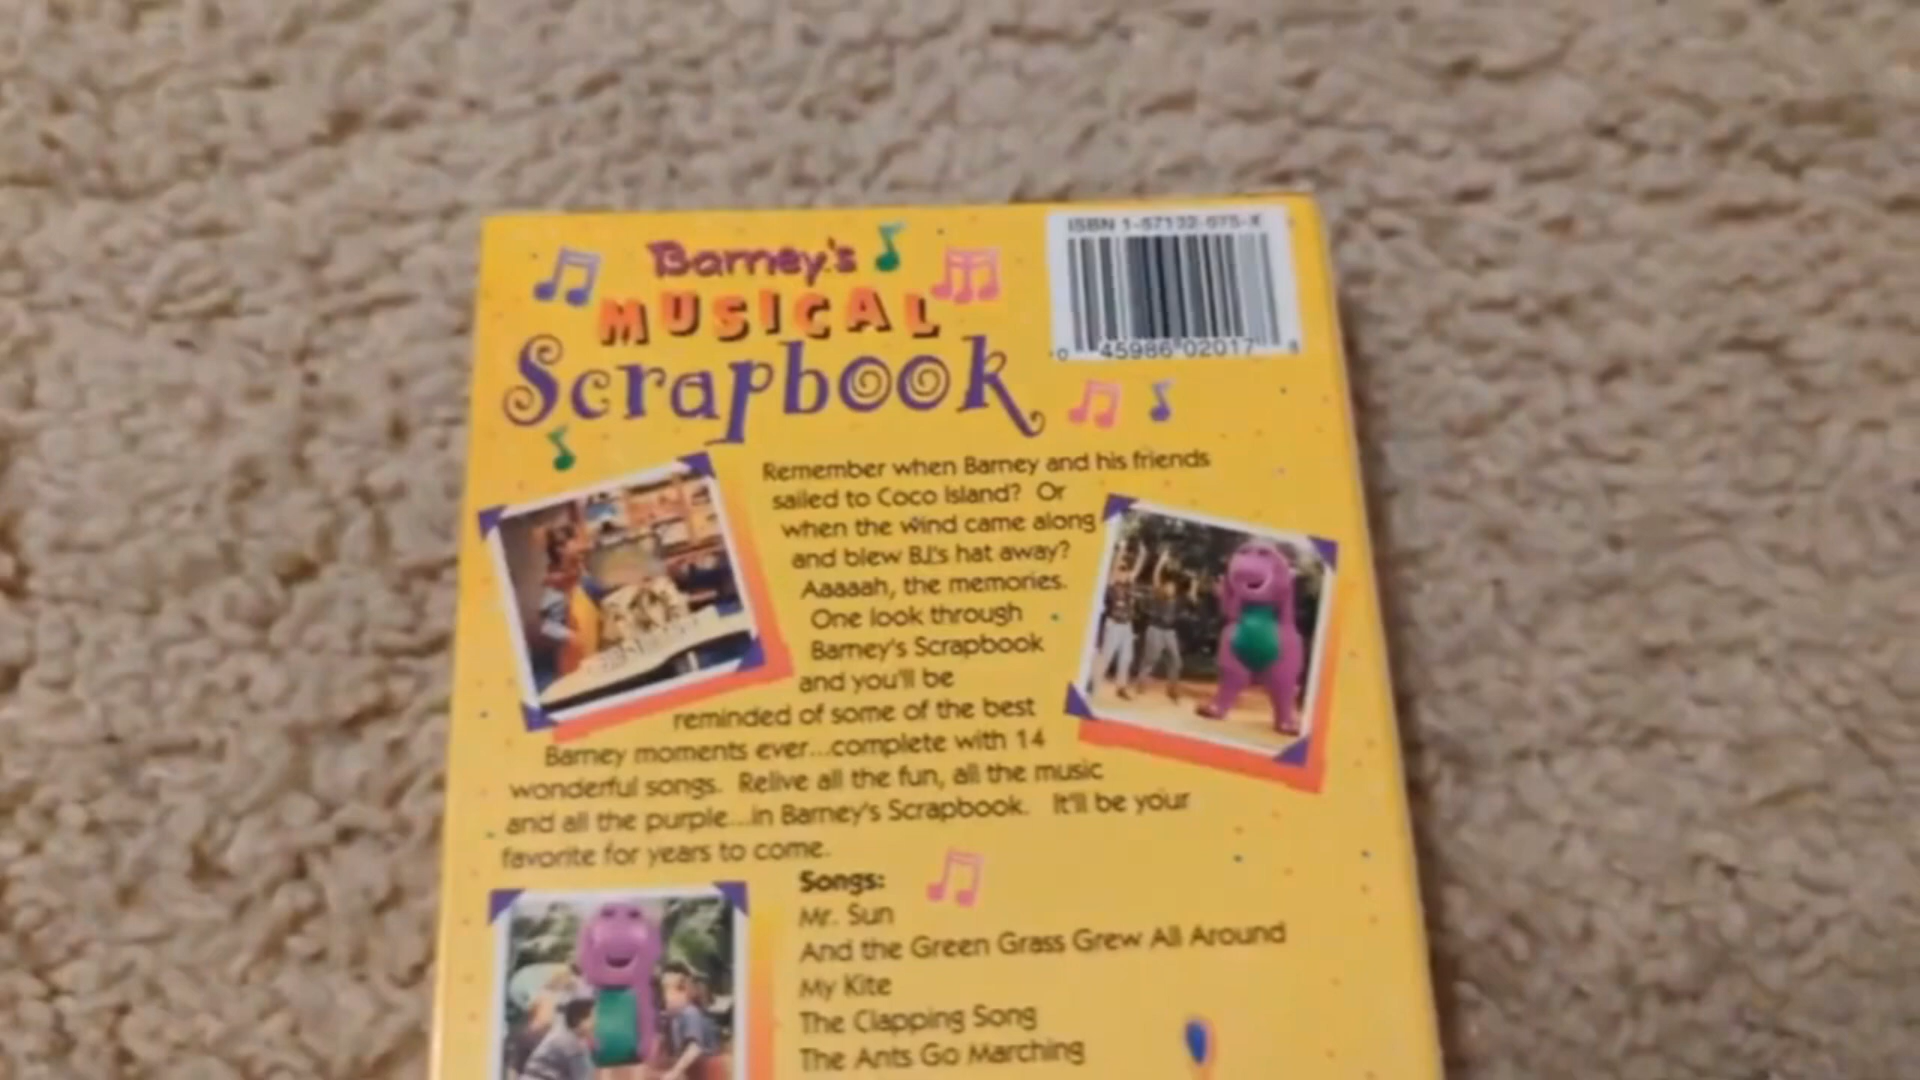 Barney's
MUSICAL
Scrapbook
ISBN 1-57132-075-X
0 45986 02017 8
Remember when Barney and his friends
sailed to Coco Island? Or
when the wind came along
and blew BJ's hat away?
Aaaaah, the memories.
One look through
Barney's Scrapbook
and you'll be
reminded of some of the best
Barney moments ever...complete with 14
wonderful songs. Relive all the fun, all the music
and all the purple...in Barney's Scrapbook. It'll be your
favorite for years to come.
Songs:
Mr. Sun
And the Green Grass Grew All Around
My Kite
The Clapping Song
The Ants Go Marching